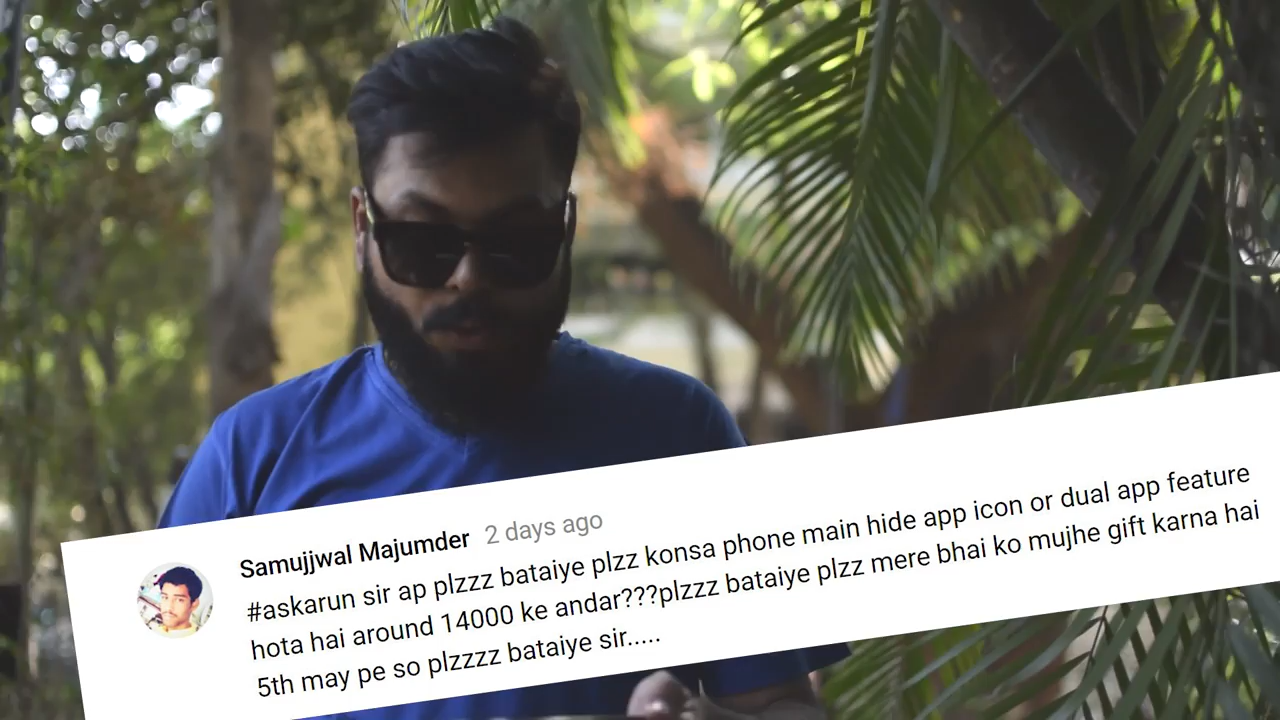 Samujjwal Majumder 2 days ago
#askarun sir ap plzzz bataiye plzz konsa phone main hide app icon or dual app feature
hota hai around 14000 ke andar???plzzz bataiye plzz mere bhai ko mujhe gift karna hai
5th may pe so plzzzz bataiye sir.....